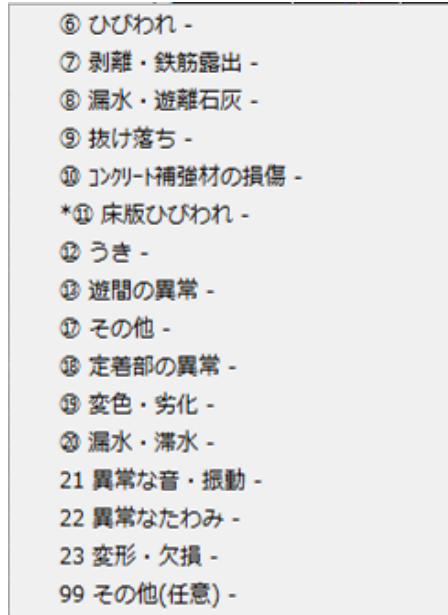 ⑥ ひびわれ -
⑦ 剥離・鉄筋露出 -
⑧ 漏水・遊離石灰 -
⑨ 抜け落ち -
⑩ ｺﾝｸﾘｰﾄ補強材の損傷 -
*⑪ 床版ひびわれ -
⑫ うき -
⑬ 遊間の異常 -
⑰ その他 -
⑱ 定着部の異常 -
⑲ 変色・劣化 -
⑳ 漏水・滞水 -
21 異常な音・振動 -
22 異常なたわみ -
23 変形・欠損 -
99 その他(任意) -